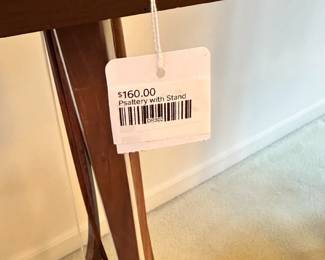 $160.00
Psaltery with Stand